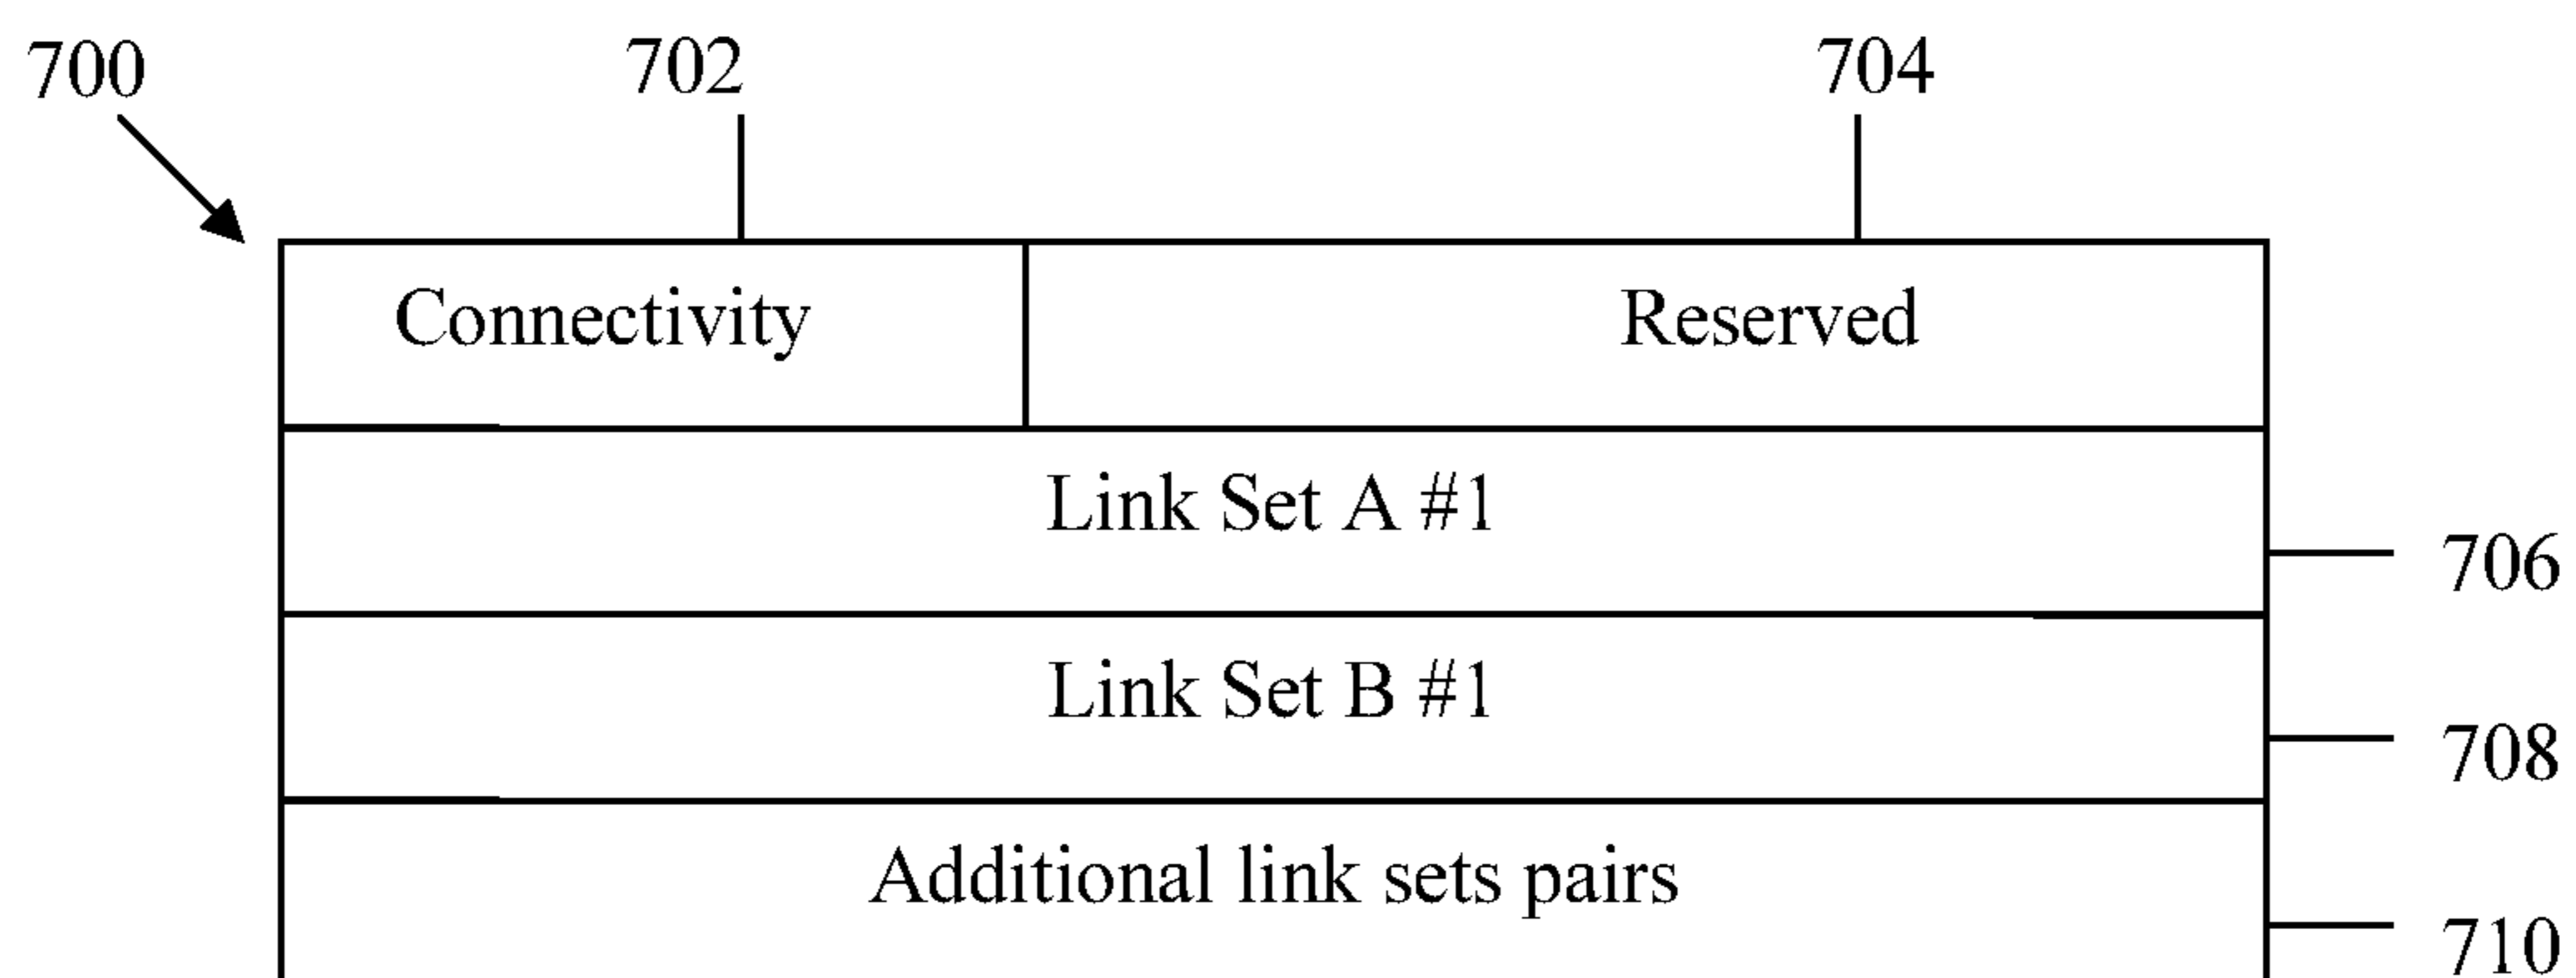 700 702 704
Connectivity Reserved
Link Set A #1
706
Link Set B #1
708
Additional link sets pairs
710